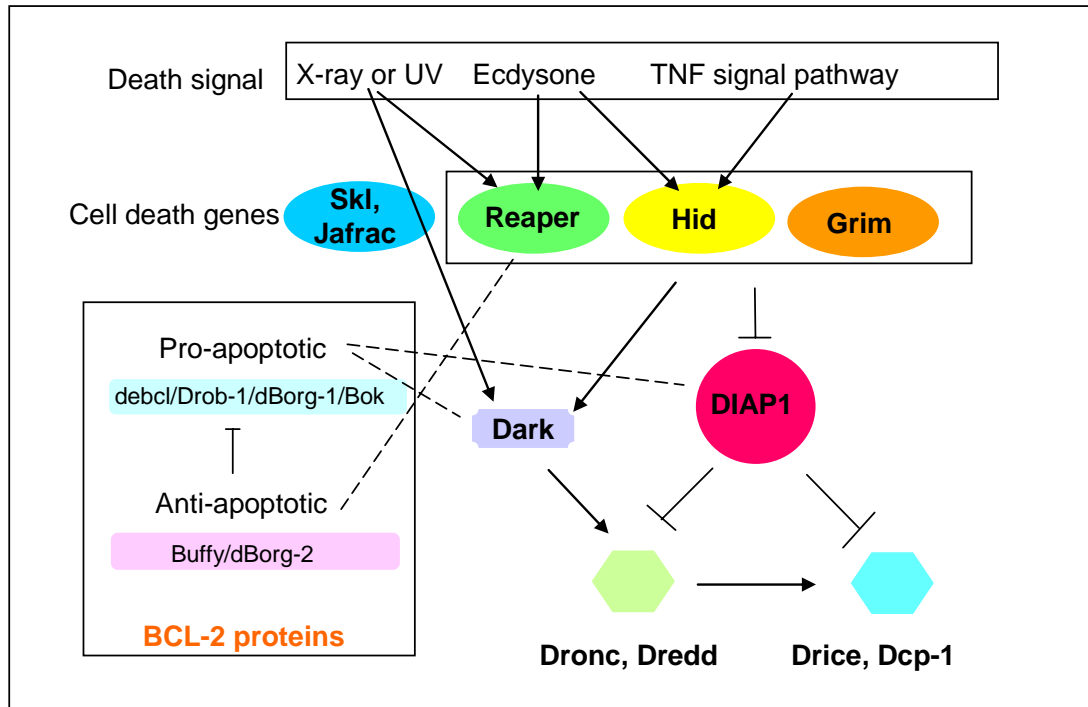 Death signal
X-ray or UV
Ecdysone
TNF signal pathway
Cell death genes
Skl,
Jafrac
Reaper
Hid
Grim
Pro-apoptotic
debcl/Drob-1/dBorg-1/Bok
Anti-apoptotic
Buffy/dBorg-2
BCL-2 proteins
Dark
DIAP1
Dronc, Dredd
Drice, Dcp-1